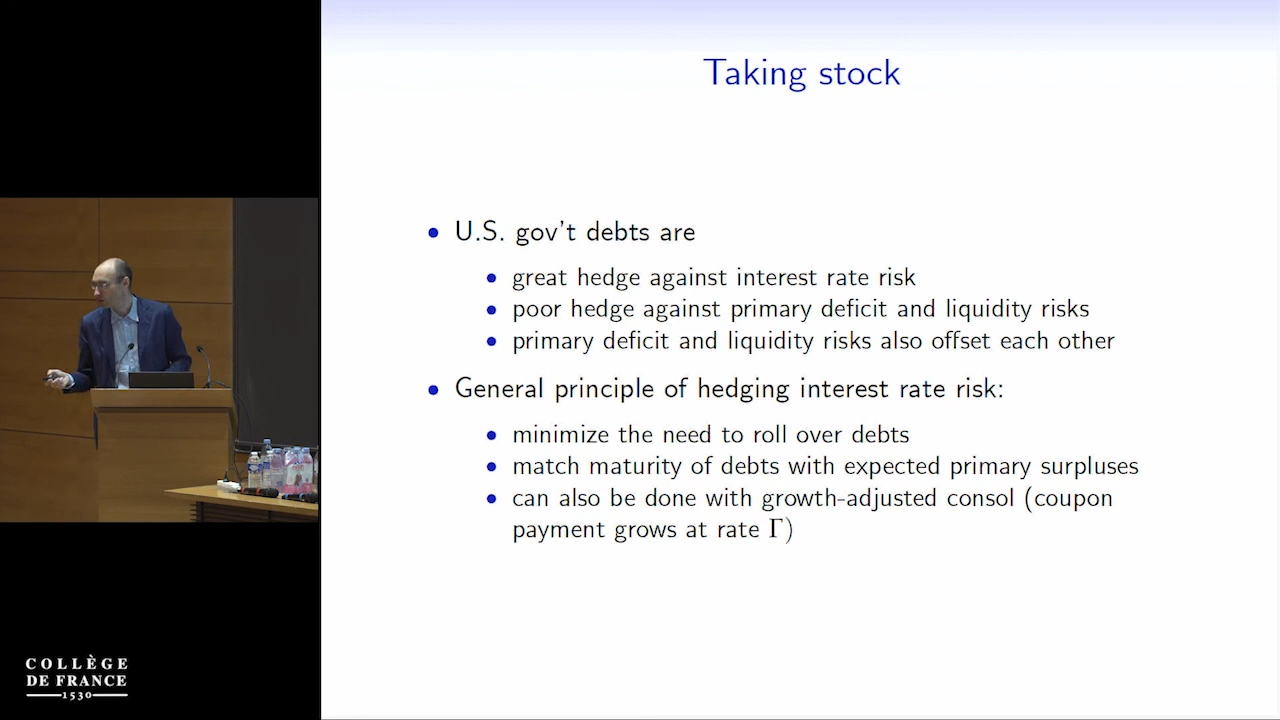 Taking stock
• U.S. gov't debts are
• great hedge against interest rate risk
• poor hedge against primary deficit and liquidity risks
• primary deficit and liquidity risks also offset each other
• General principle of hedging interest rate risk:
• minimize the need to roll over debts
• match maturity of debts with expected primary surpluses
• can also be done with growth-adjusted consol (coupon
payment grows at rate Γ)
COLLÈGE
DE FRANCE
1530